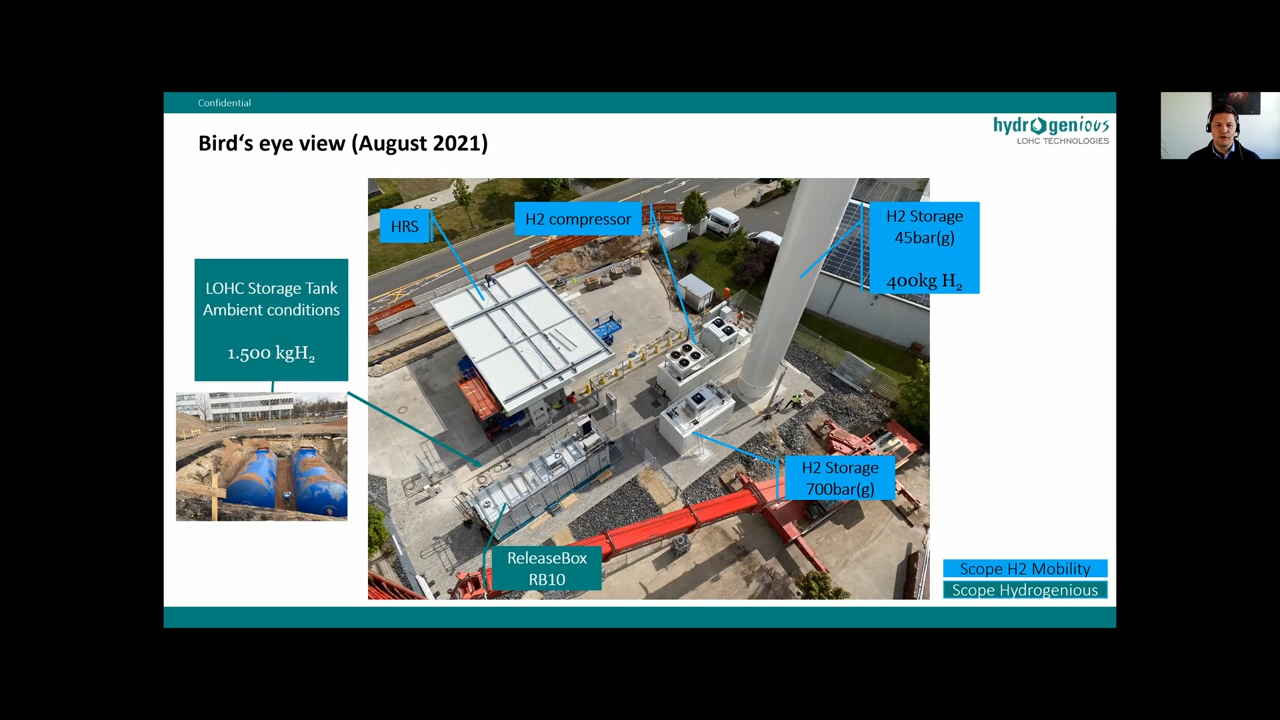 Confidential
hydrogenious
LOHC TECHNOLOGIES
Bird‘s eye view (August 2021)
HRS
H2 compressor
H2 Storage
45bar(g)
400kg H₂
LOHC Storage Tank
Ambient conditions
1.500 kgH₂
H2 Storage
700bar(g)
ReleaseBox
RB10
Scope H2 Mobility
Scope Hydrogenious